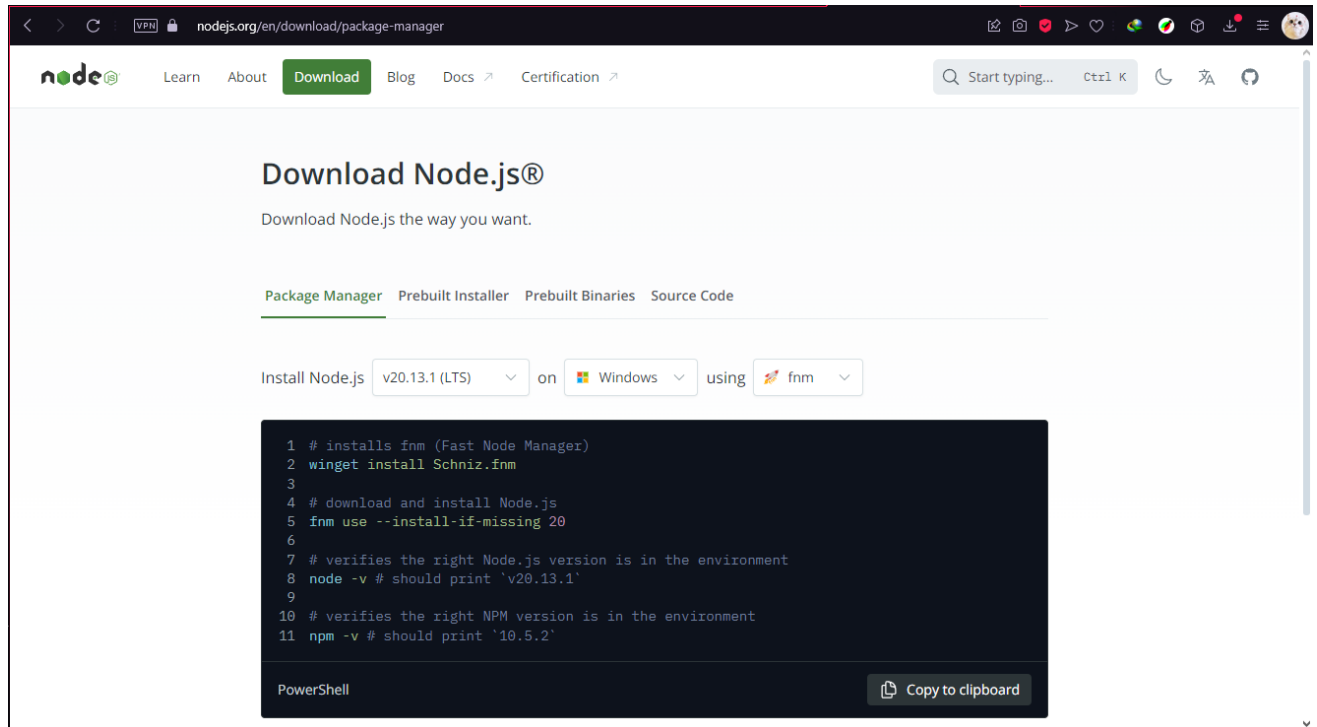 VPN nodejs.org/en/download/package-manager
node JS Learn About Download Blog Docs Certification Start typing... Ctrl K
Download Node.js®
Download Node.js the way you want.
Package Manager Prebuilt Installer Prebuilt Binaries Source Code
Install Node.js v20.13.1 (LTS) on Windows using fnm
1 # installs fnm (Fast Node Manager)
2 winget install Schniz.fnm
3
4 # download and install Node.js
5 fnm use --install-if-missing 20
6
7 # verifies the right Node.js version is in the environment
8 node -v # should print `v20.13.1`
9
10 # verifies the right NPM version is in the environment
11 npm -v # should print `10.5.2`
PowerShell Copy to clipboard